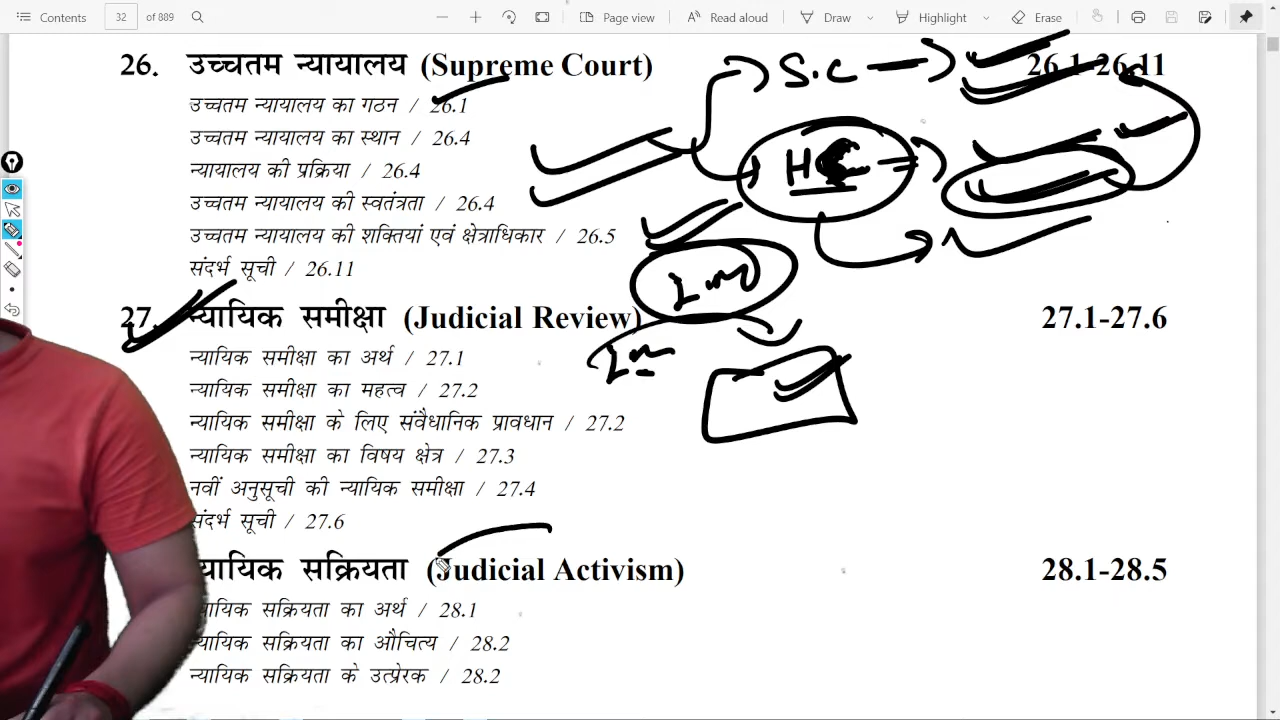 Contents 32 of 889 Page view Read aloud Draw Highlight Erase
26. उच्चतम न्यायालय (Supreme Court) 26.1-26.11
उच्चतम न्यायालय का गठन / 26.1
उच्चतम न्यायालय का स्थान / 26.4
न्यायालय की प्रक्रिया / 26.4
उच्चतम न्यायालय की स्वतंत्रता / 26.4
उच्चतम न्यायालय की शक्तियां एवं क्षेत्राधिकार / 26.5
संदर्भ सूची / 26.11
S.C
HC
27. न्यायिक समीक्षा (Judicial Review) 27.1-27.6
न्यायिक समीक्षा का अर्थ / 27.1
न्यायिक समीक्षा का महत्व / 27.2
न्यायिक समीक्षा के लिए संवैधानिक प्रावधान / 27.2
न्यायिक समीक्षा का विषय क्षेत्र / 27.3
नवीं अनुसूची की न्यायिक समीक्षा / 27.4
संदर्भ सूची / 27.6
न्यायिक सक्रियता (Judicial Activism) 28.1-28.5
न्यायिक सक्रियता का अर्थ / 28.1
न्यायिक सक्रियता का औचित्य / 28.2
न्यायिक सक्रियता के उत्प्रेरक / 28.2